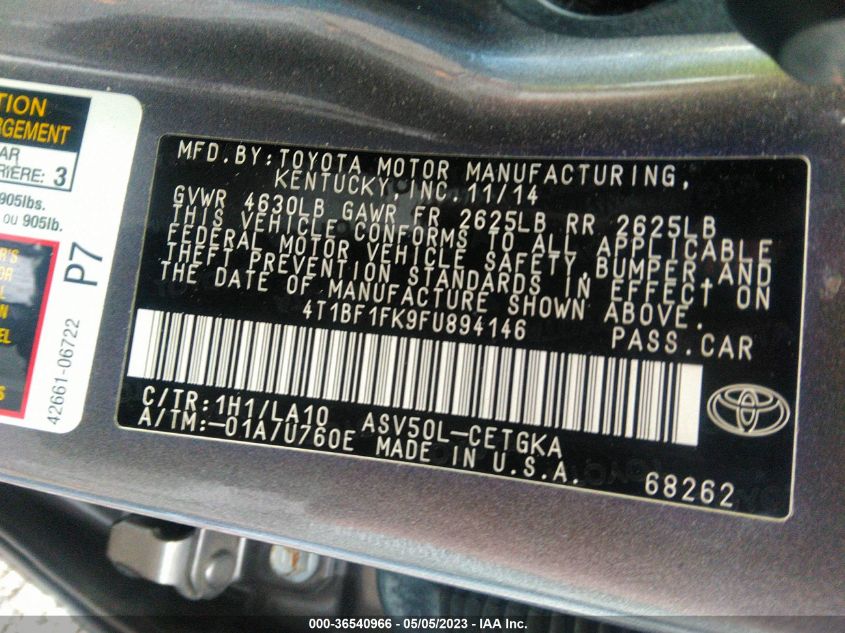 TION
RGEMENT
AR
RIÈRE: 3
905lbs.
ou 905lb.
P7
42661-06722
MFD.BY:TOYOTA MOTOR MANUFACTURING,
KENTUCKY,INC.11/14
GVWR 4630LB GAWR FR 2625LB RR 2625LB
THIS VEHICLE CONFORMS TO ALL APPLICABLE
FEDERAL MOTOR VEHICLE SAFETY,BUMPER,AND
THEFT PREVENTION STANDARDS IN EFFECT ON
THE DATE OF MANUFACTURE SHOWN ABOVE.
4T1BF1FK9FU894146 PASS.CAR
C/TR:1H1/LA10 ASV50L-CETGKA
A/TM:-01A/U760E MADE IN U.S.A.
68262
000-36540966 - 05/05/2023 - IAA Inc.